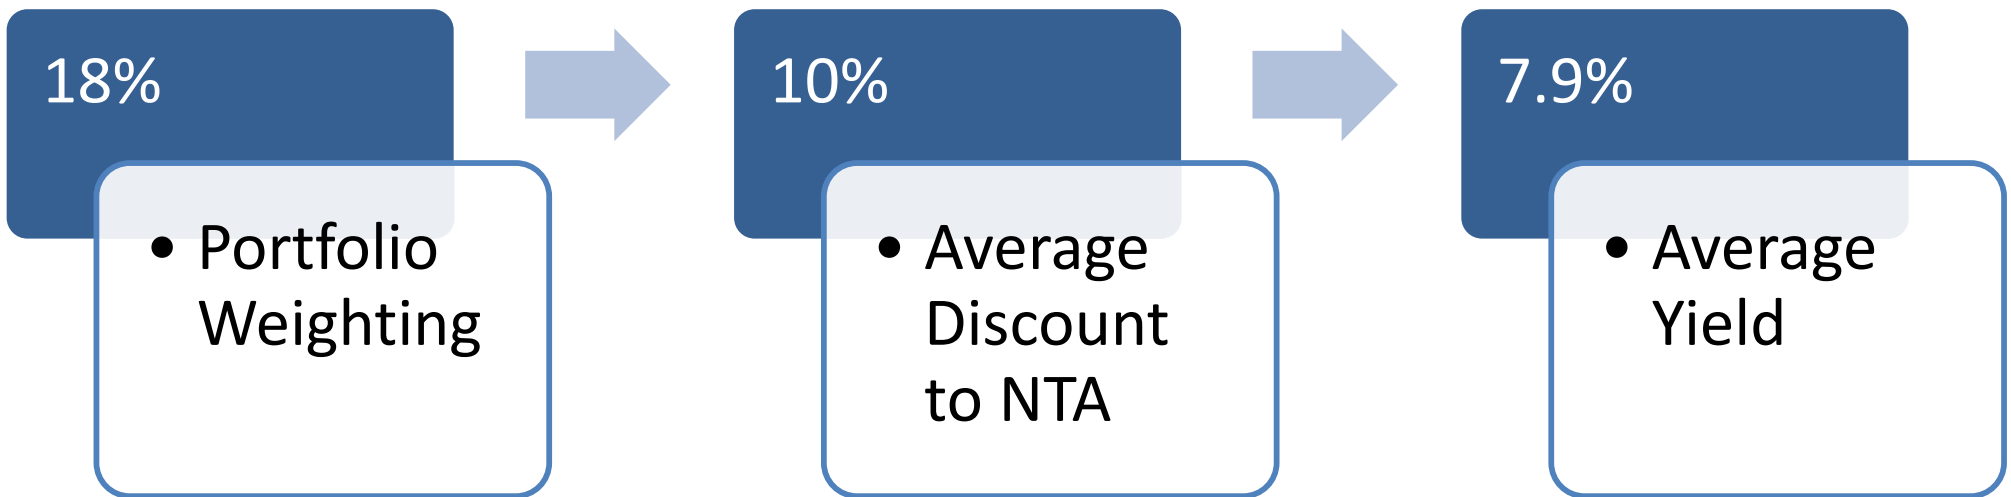 18%
• Portfolio
Weighting
10%
• Average
Discount
to NTA
7.9%
• Average
Yield